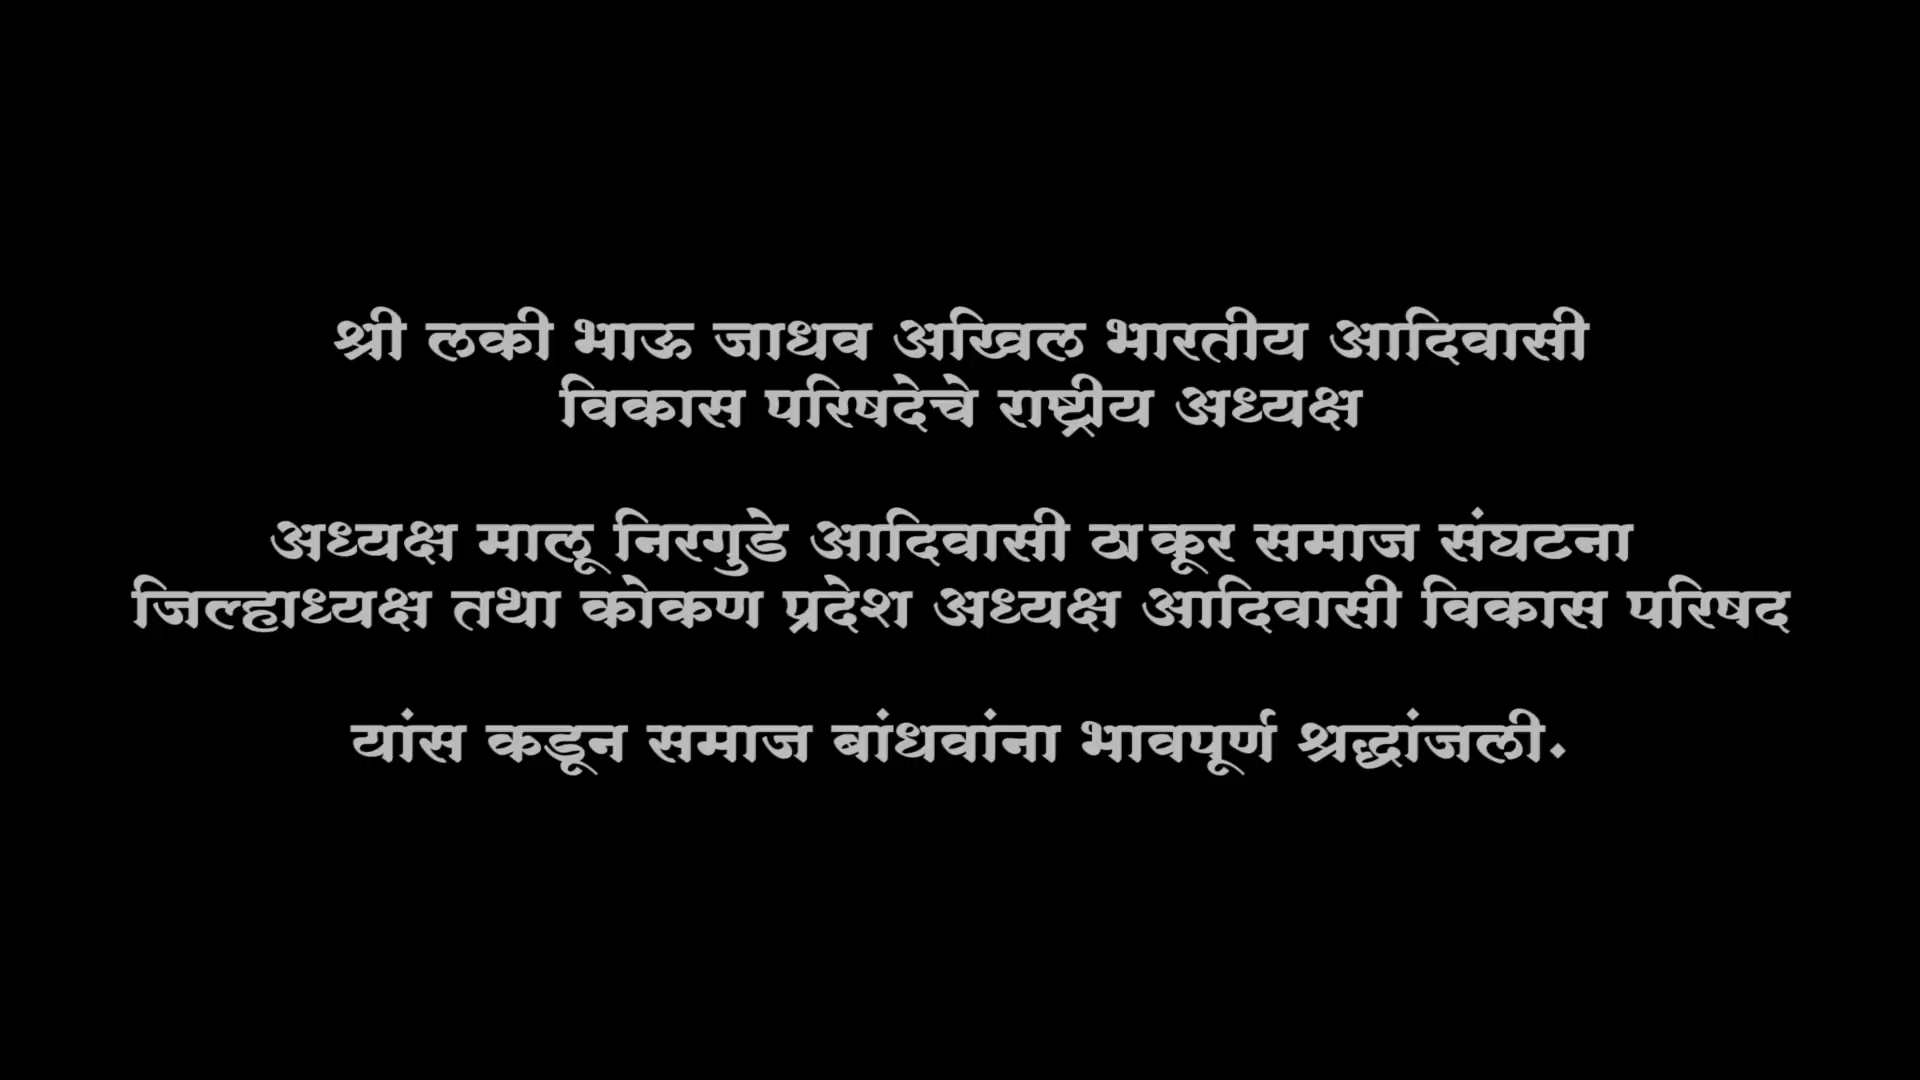 श्री लकी भाऊ जाधव अखिल भारतीय आदिवासी
विकास परिषदेचे राष्ट्रीय अध्यक्ष
अध्यक्ष मालू निरगुडे आदिवासी ठाकूर समाज संघटना
जिल्हाध्यक्ष तथा कोकण प्रदेश अध्यक्ष आदिवासी विकास परिषद
यांस कडून समाज बांधवांना भावपूर्ण श्रद्धांजली.